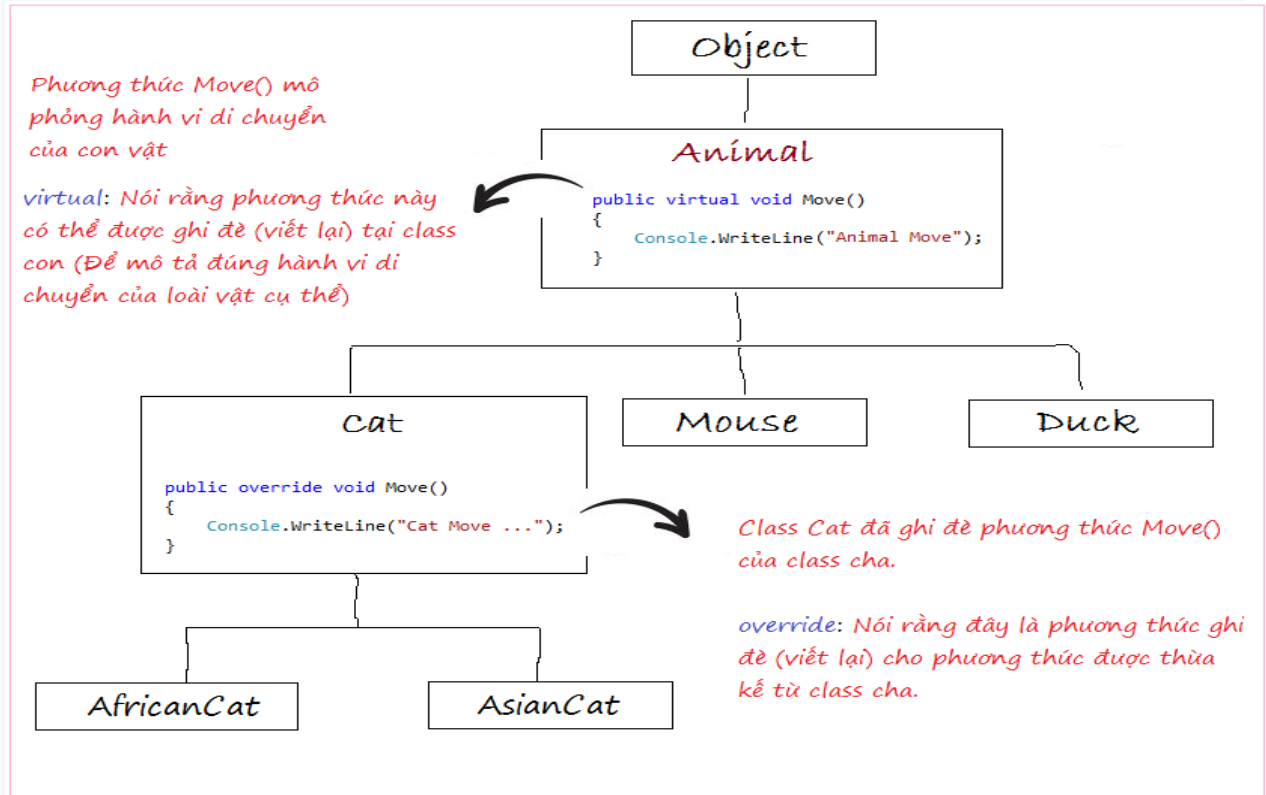 Object
Phương thức Move() mô
phỏng hành vi di chuyển
của con vật
virtual: Nói rằng phương thức này
có thể được ghi đè (viết lại) tại class
con (Để mô tả đúng hành vi di
chuyển của loài vật cụ thể)
Animal
public virtual void Move()
{
Console.WriteLine("Animal Move");
}
Cat
public override void Move()
{
Console.WriteLine("Cat Move ...");
}
Mouse
Duck
Class Cat đã ghi đè phương thức Move()
của class cha.
override: Nói rằng đây là phương thức ghi
đè (viết lại) cho phương thức được thừa
kế từ class cha.
AfricanCat
AsianCat